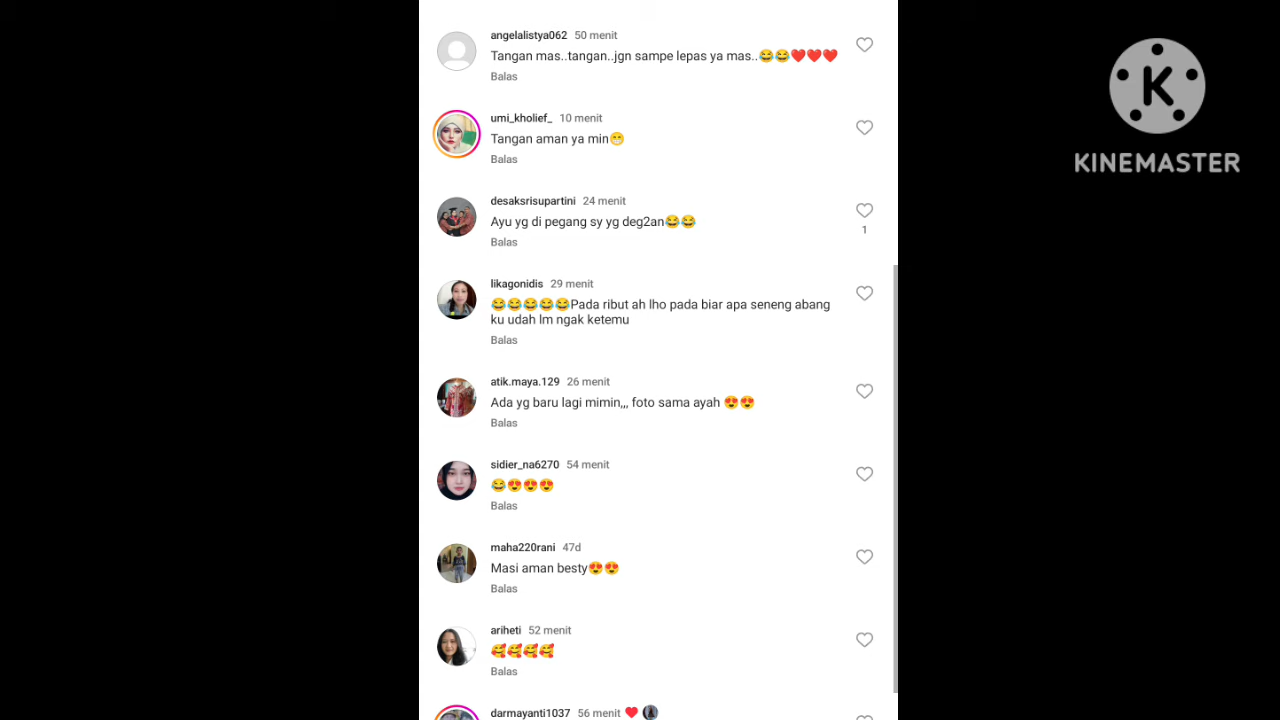 angelalistya062 50 menit
Tangan mas..tangan..jgn sampe lepas ya mas..😂😂❤️❤️❤️
Balas
umi_kholief_ 10 menit
Tangan aman ya min😁
Balas
desaksrisupartini 24 menit
Ayu yg di pegang sy yg deg2an😂😂
1
Balas
likagonidis 29 menit
😂😂😂😂😂Pada ribut ah lho pada biar apa seneng abang
ku udah lm ngak ketemu
Balas
atik.maya.129 26 menit
Ada yg baru lagi mimin,,, foto sama ayah 😍😍
Balas
sidier_na6270 54 menit
😂😍😍😍
Balas
maha220rani 47d
Masi aman besty😍😍
Balas
ariheti 52 menit
🥰🥰🥰🥰
Balas
darmayanti1037 56 menit ♥
KINEMASTER